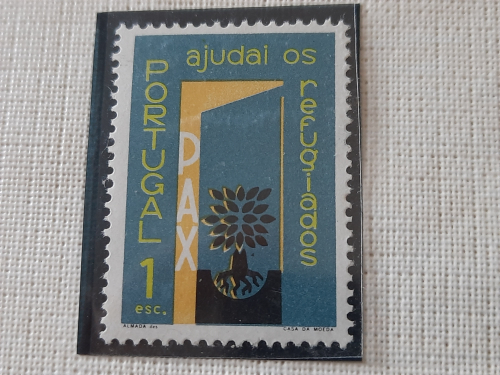 ajudai os
refugiados
PORTUGAL
PAX
1
esc.
ALMADA des.
CASA DA MOEDA